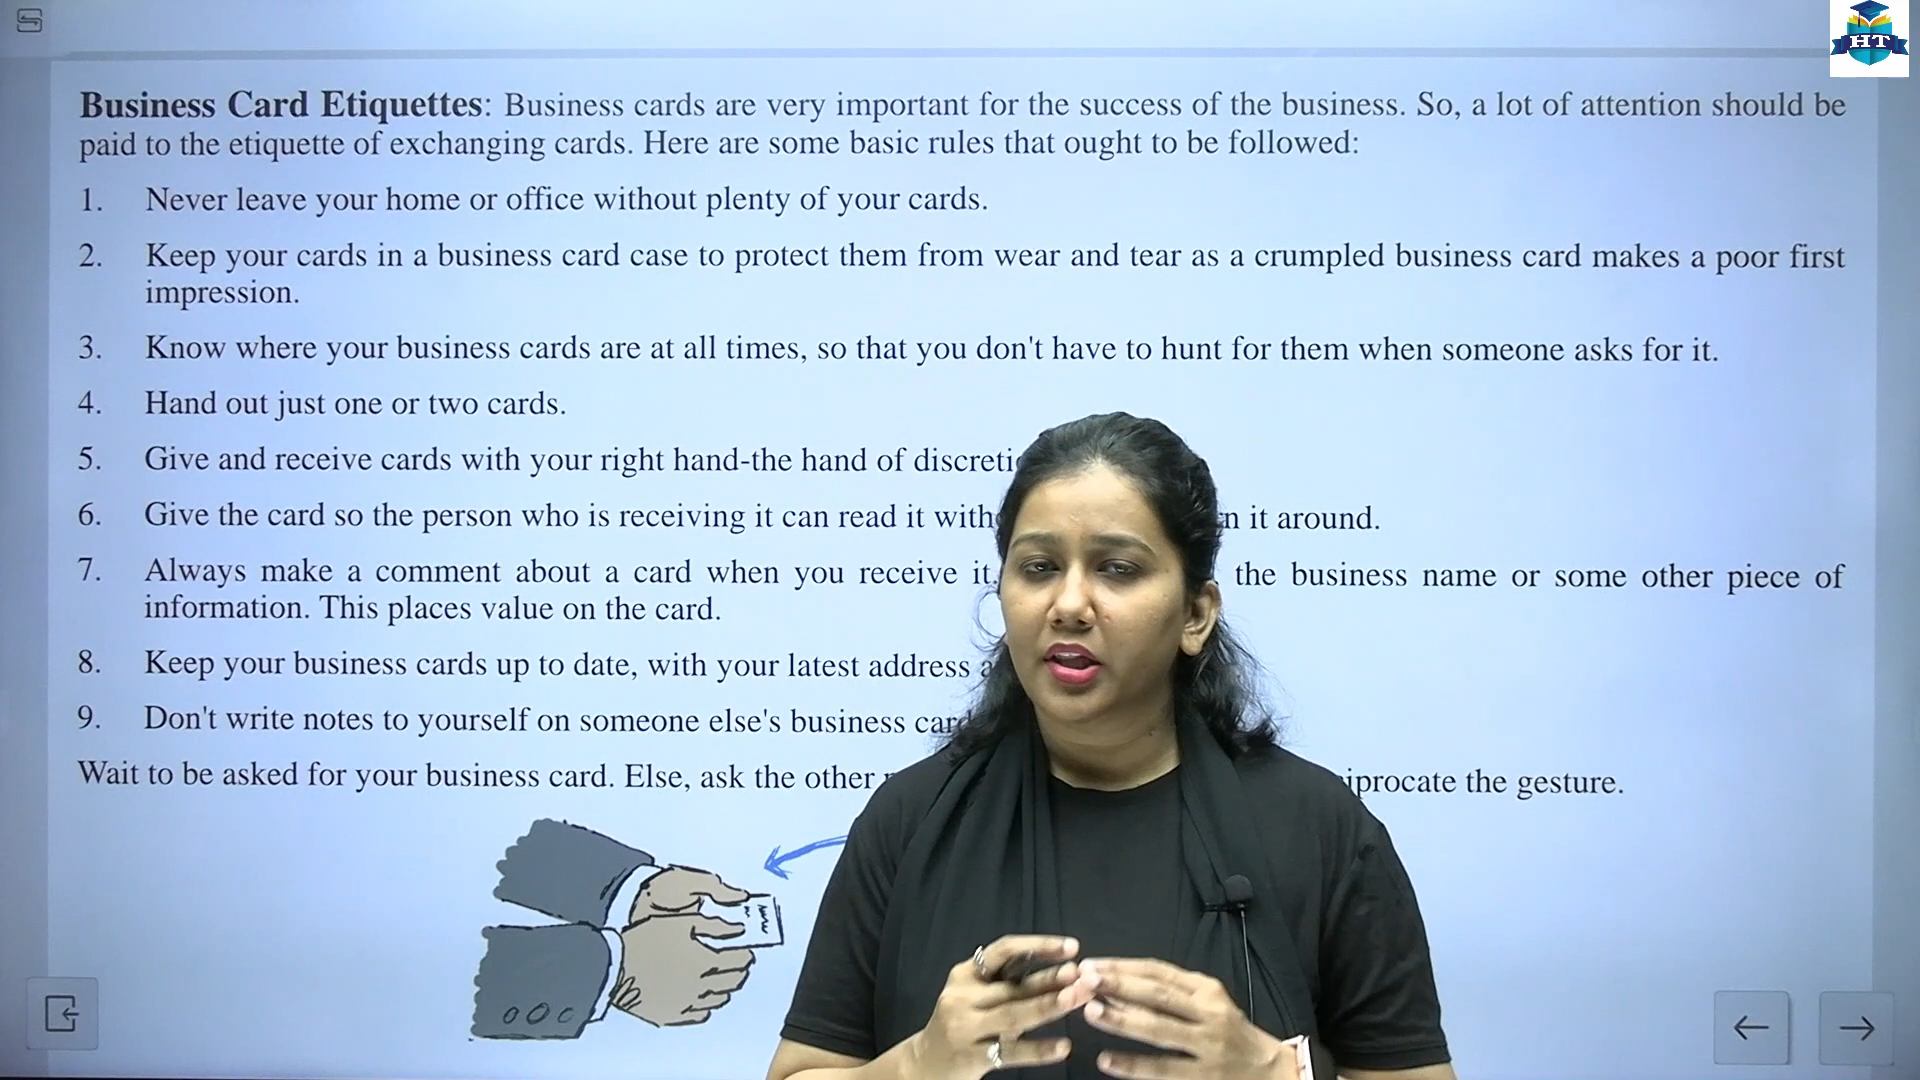 HT
Business Card Etiquettes: Business cards are very important for the success of the business. So, a lot of attention should be
paid to the etiquette of exchanging cards. Here are some basic rules that ought to be followed:
1. Never leave your home or office without plenty of your cards.
2. Keep your cards in a business card case to protect them from wear and tear as a crumpled business card makes a poor first
impression.
3. Know where your business cards are at all times, so that you don't have to hunt for them when someone asks for it.
4. Hand out just one or two cards.
5. Give and receive cards with your right hand-the hand of
6. Give the card so the person who is receiving it can read it it around.
7. Always make a comment about a card when you receive it. the business name or some other piece of
information. This places value on the card.
8. Keep your business cards up to date, with your latest address
9. Don't write notes to yourself on someone else's business
Wait to be asked for your business card. Else, ask the other the gesture.